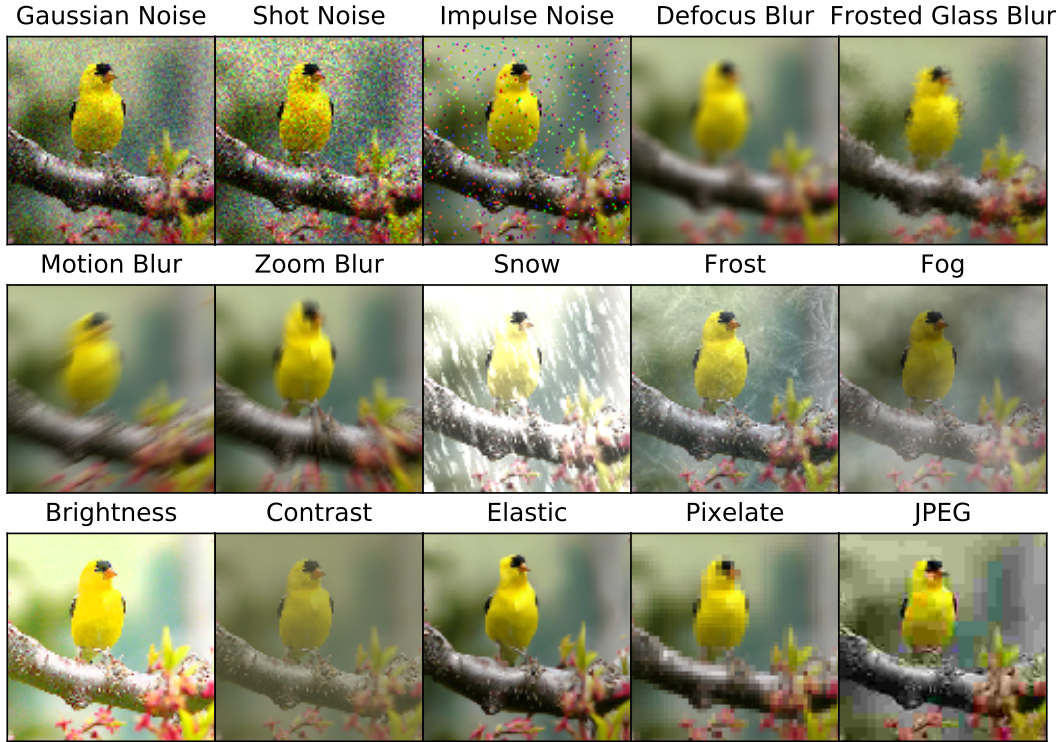 Gaussian Noise Shot Noise Impulse Noise Defocus Blur Frosted Glass Blur
Motion Blur Zoom Blur Snow Frost Fog
Brightness Contrast Elastic Pixelate JPEG